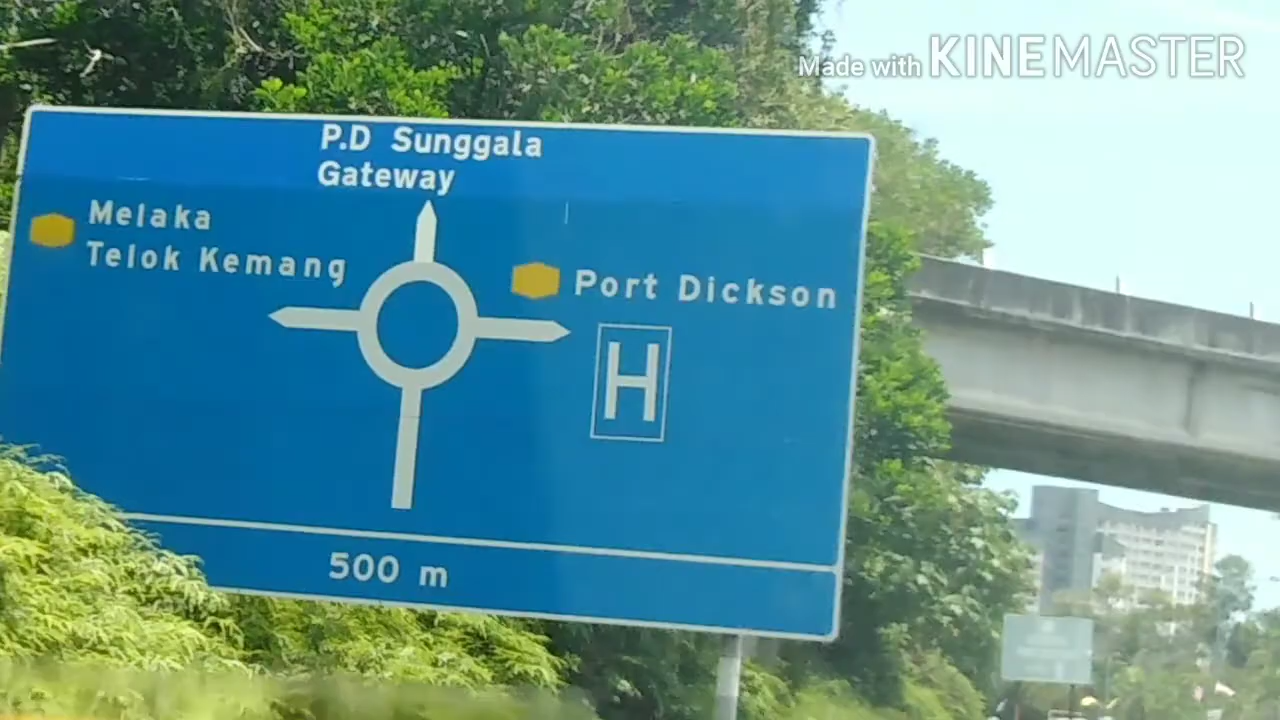 Made with KINEMASTER
P.D Sunggala
Gateway
Melaka
Telok Kemang
Port Dickson
H
500 m